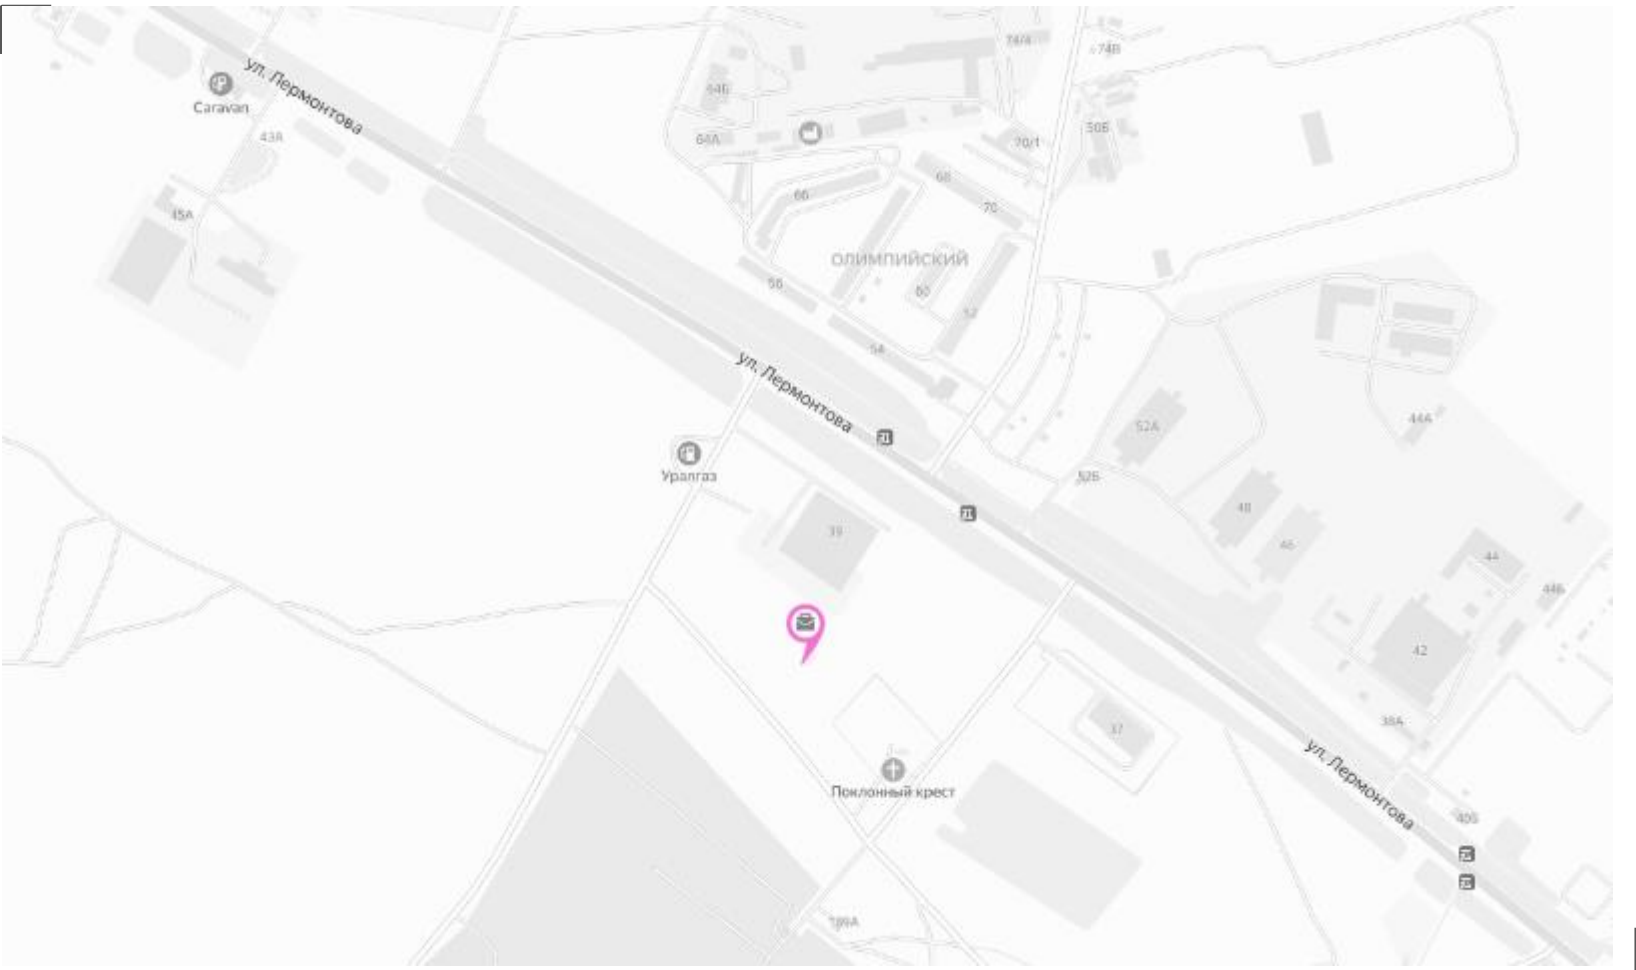 74/4
74В
ул. Лермонтова
Caravan
64Б
43А
64А
50Б
70/1
66
68
70
45А
ОЛИМПИЙСКИЙ
56
60
52
54
ул. Лермонтова
44А
52А
Уралгаз
52Б
48
39
46
44
44Б
42
38А
37
ул. Лермонтова
Поклонный крест
40Б
189А